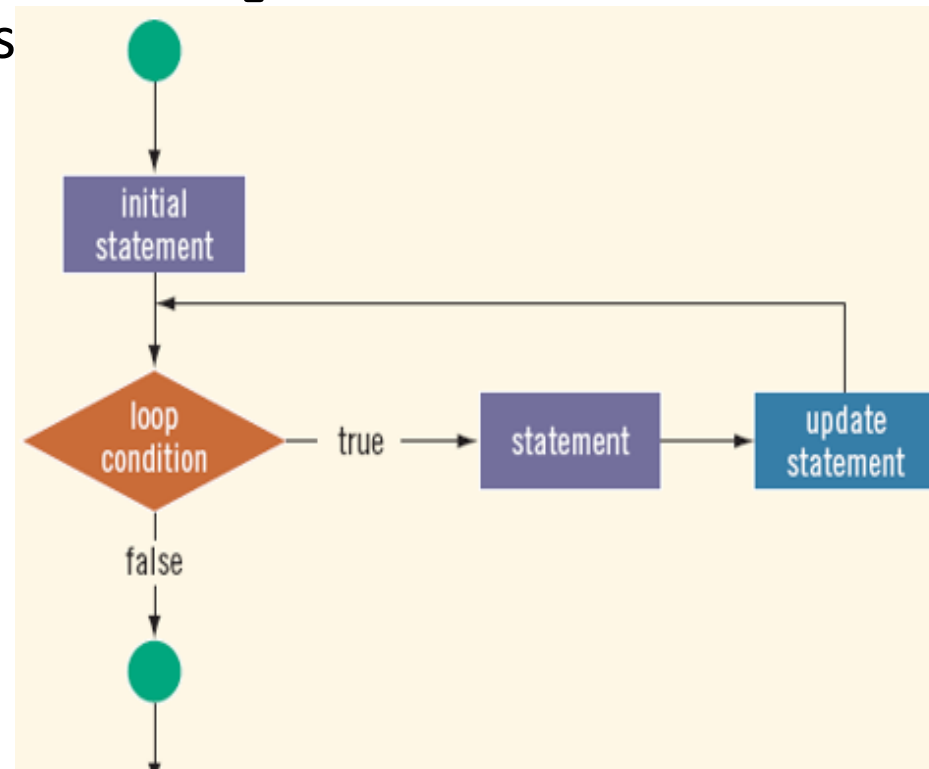 s
initial
statement
loop
condition
true
statement
update
statement
false